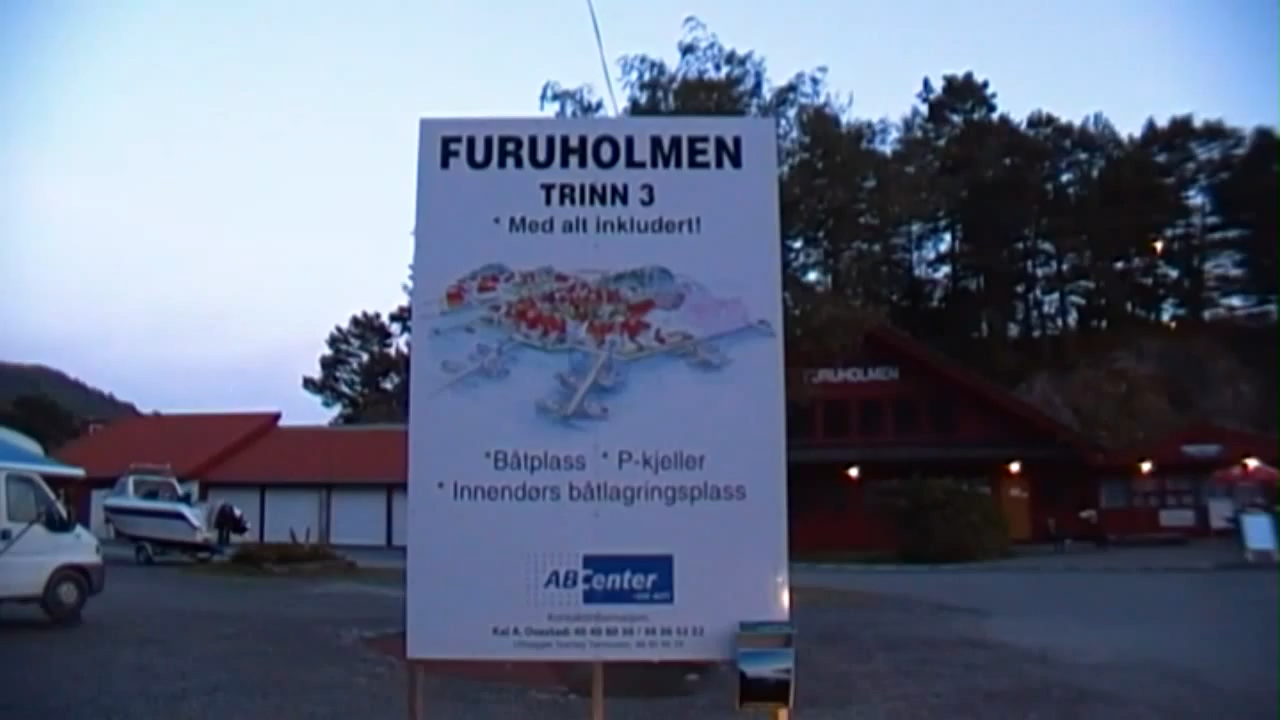 FURUHOLMEN
TRINN 3
* Med alt inkludert!
*Båtplass * P-kjeller
* Innendørs båtlagringsplass
ABCenter
FURUHOLMEN